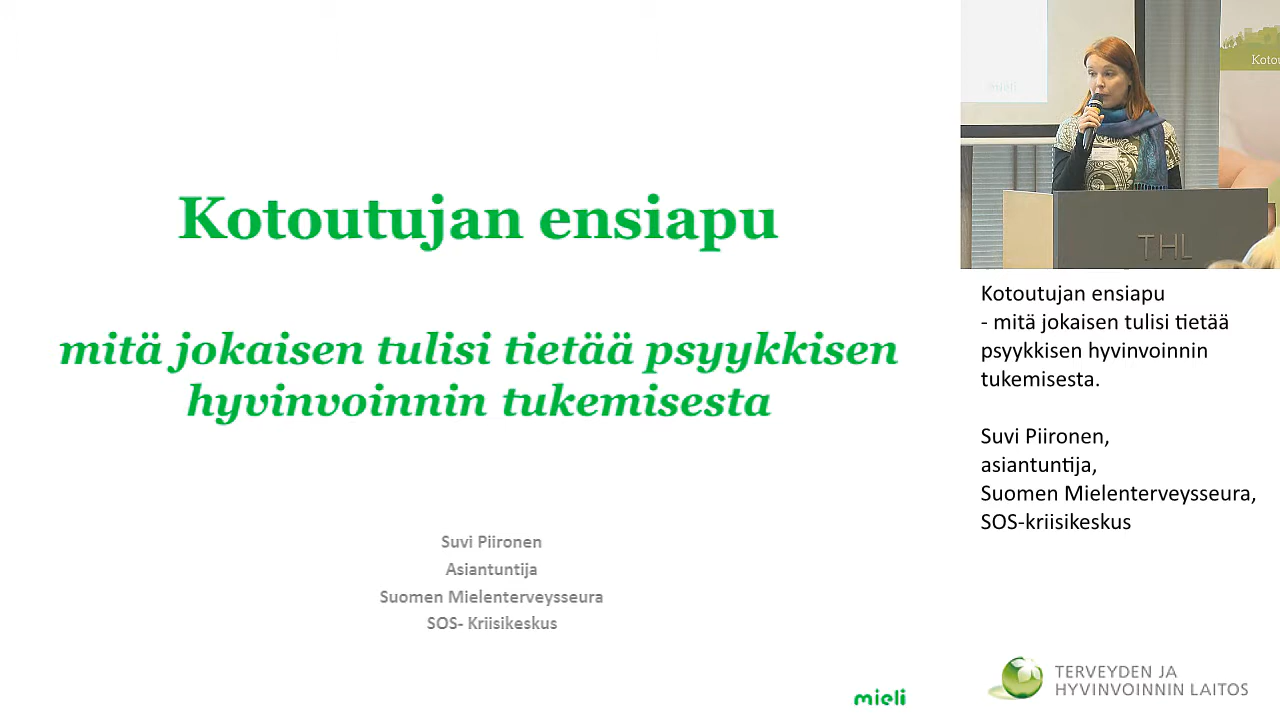 Kotoutujan ensiapu
mitä jokaisen tulisi tietää psyykkisen
hyvinvoinnin tukemisesta
Suvi Piironen
Asiantuntija
Suomen Mielenterveysseura
SOS- Kriisikeskus
mieli
mieli
THL
Kotoutujan ensiapu
- mitä jokaisen tulisi tietää
psyykkisen hyvinvoinnin
tukemisesta.
Suvi Piironen,
asiantuntija,
Suomen Mielenterveysseura,
SOS-kriisikeskus
TERVEYDEN JA
HYVINVOINNIN LAITOS